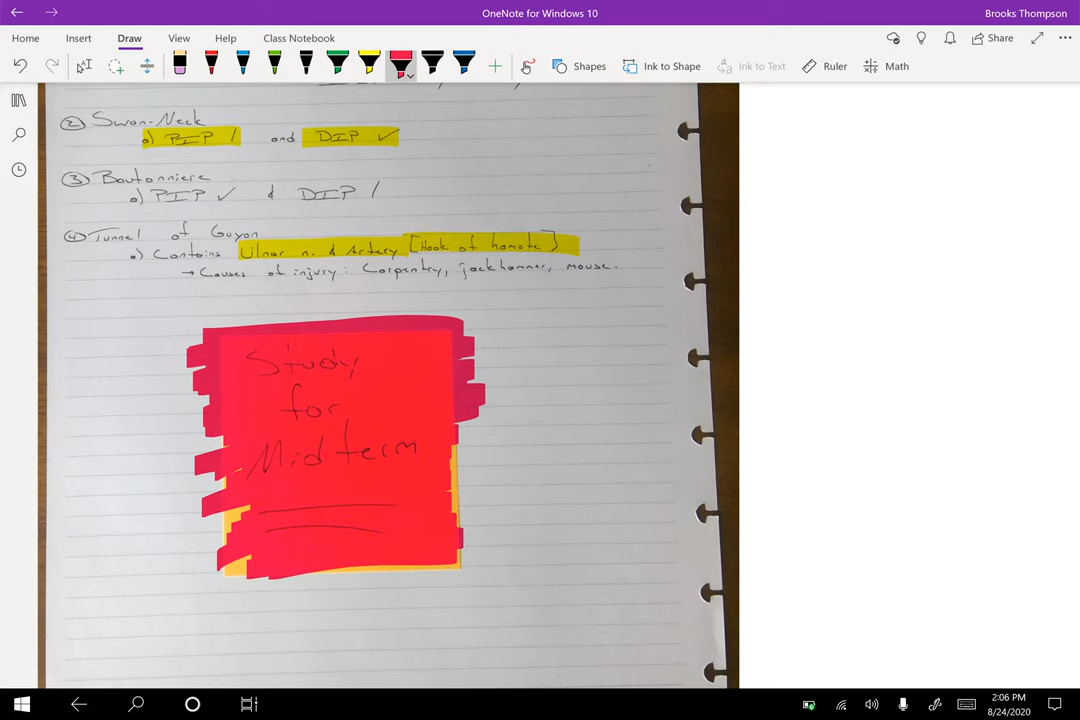 OneNote for Windows 10
Brooks Thompson
Home Insert Draw View Help Class Notebook
Share
Shapes Ink to Shape Ink to Text Ruler Math
② Swan-Neck
a) PIP / and DIP ✓
③ Boutonniere
a) PIP ✓ & DIP /
④ Tunnel of Guyon
a) Contains Ulnar n. & Artery [Hook of hamate]
→ Causes of injury: Carpentry, jackhammer, mouse.
Study
for
Midterm
2:06 PM
8/24/2020